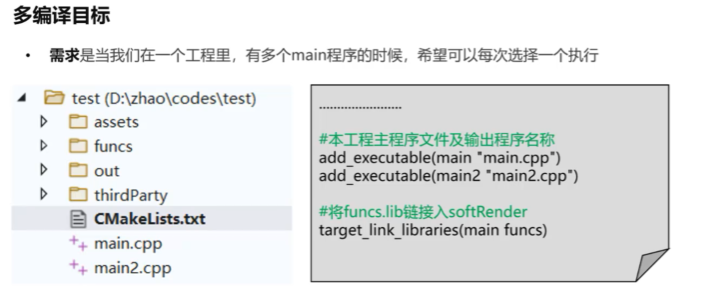 多编译目标
• 需求是当我们在一个工程里，有多个main程序的时候，希望可以每次选择一个执行
test (D:\zhao\codes\test)
assets
funcs
out
thirdParty
CMakeLists.txt
main.cpp
main2.cpp
.......................
#本工程主程序文件及输出程序名称
add_executable(main "main.cpp")
add_executable(main2 "main2.cpp")
#将funcs.lib链接入softRender
target_link_libraries(main funcs)